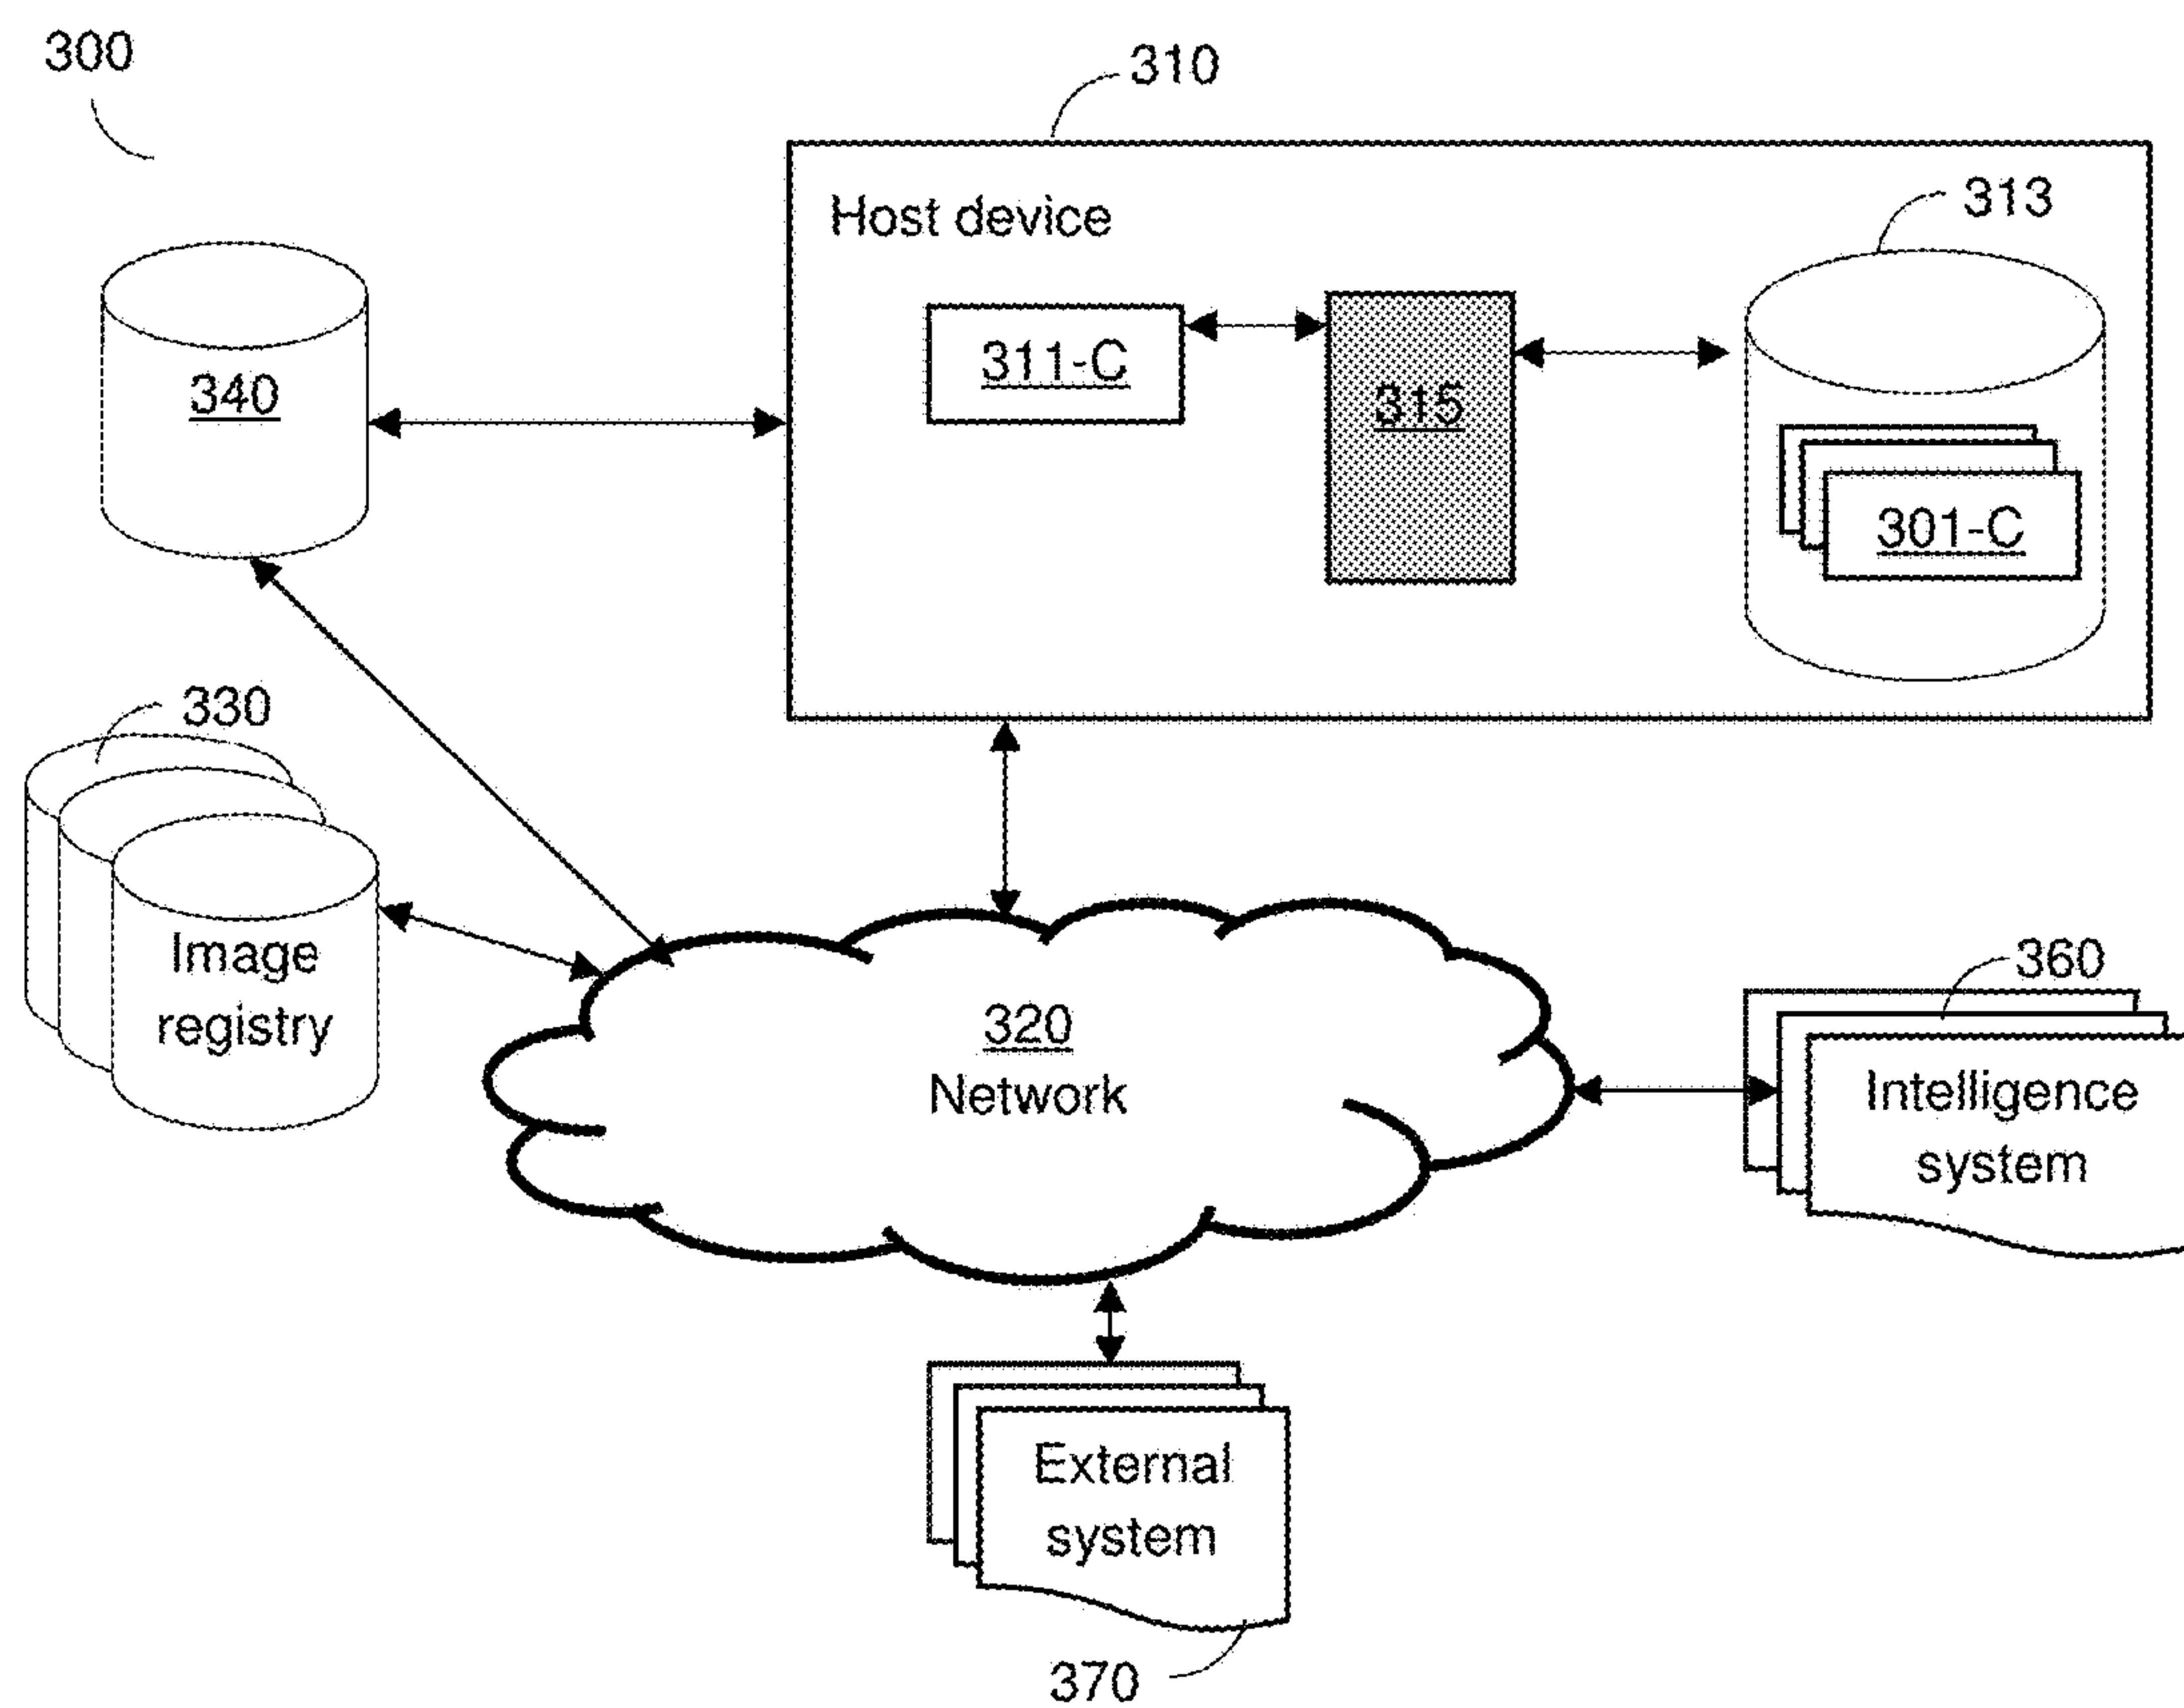 300
310
Host device
313
311-C
315
340
301-C
330
Image
registry
320
Network
360
Intelligence
system
External
system
370